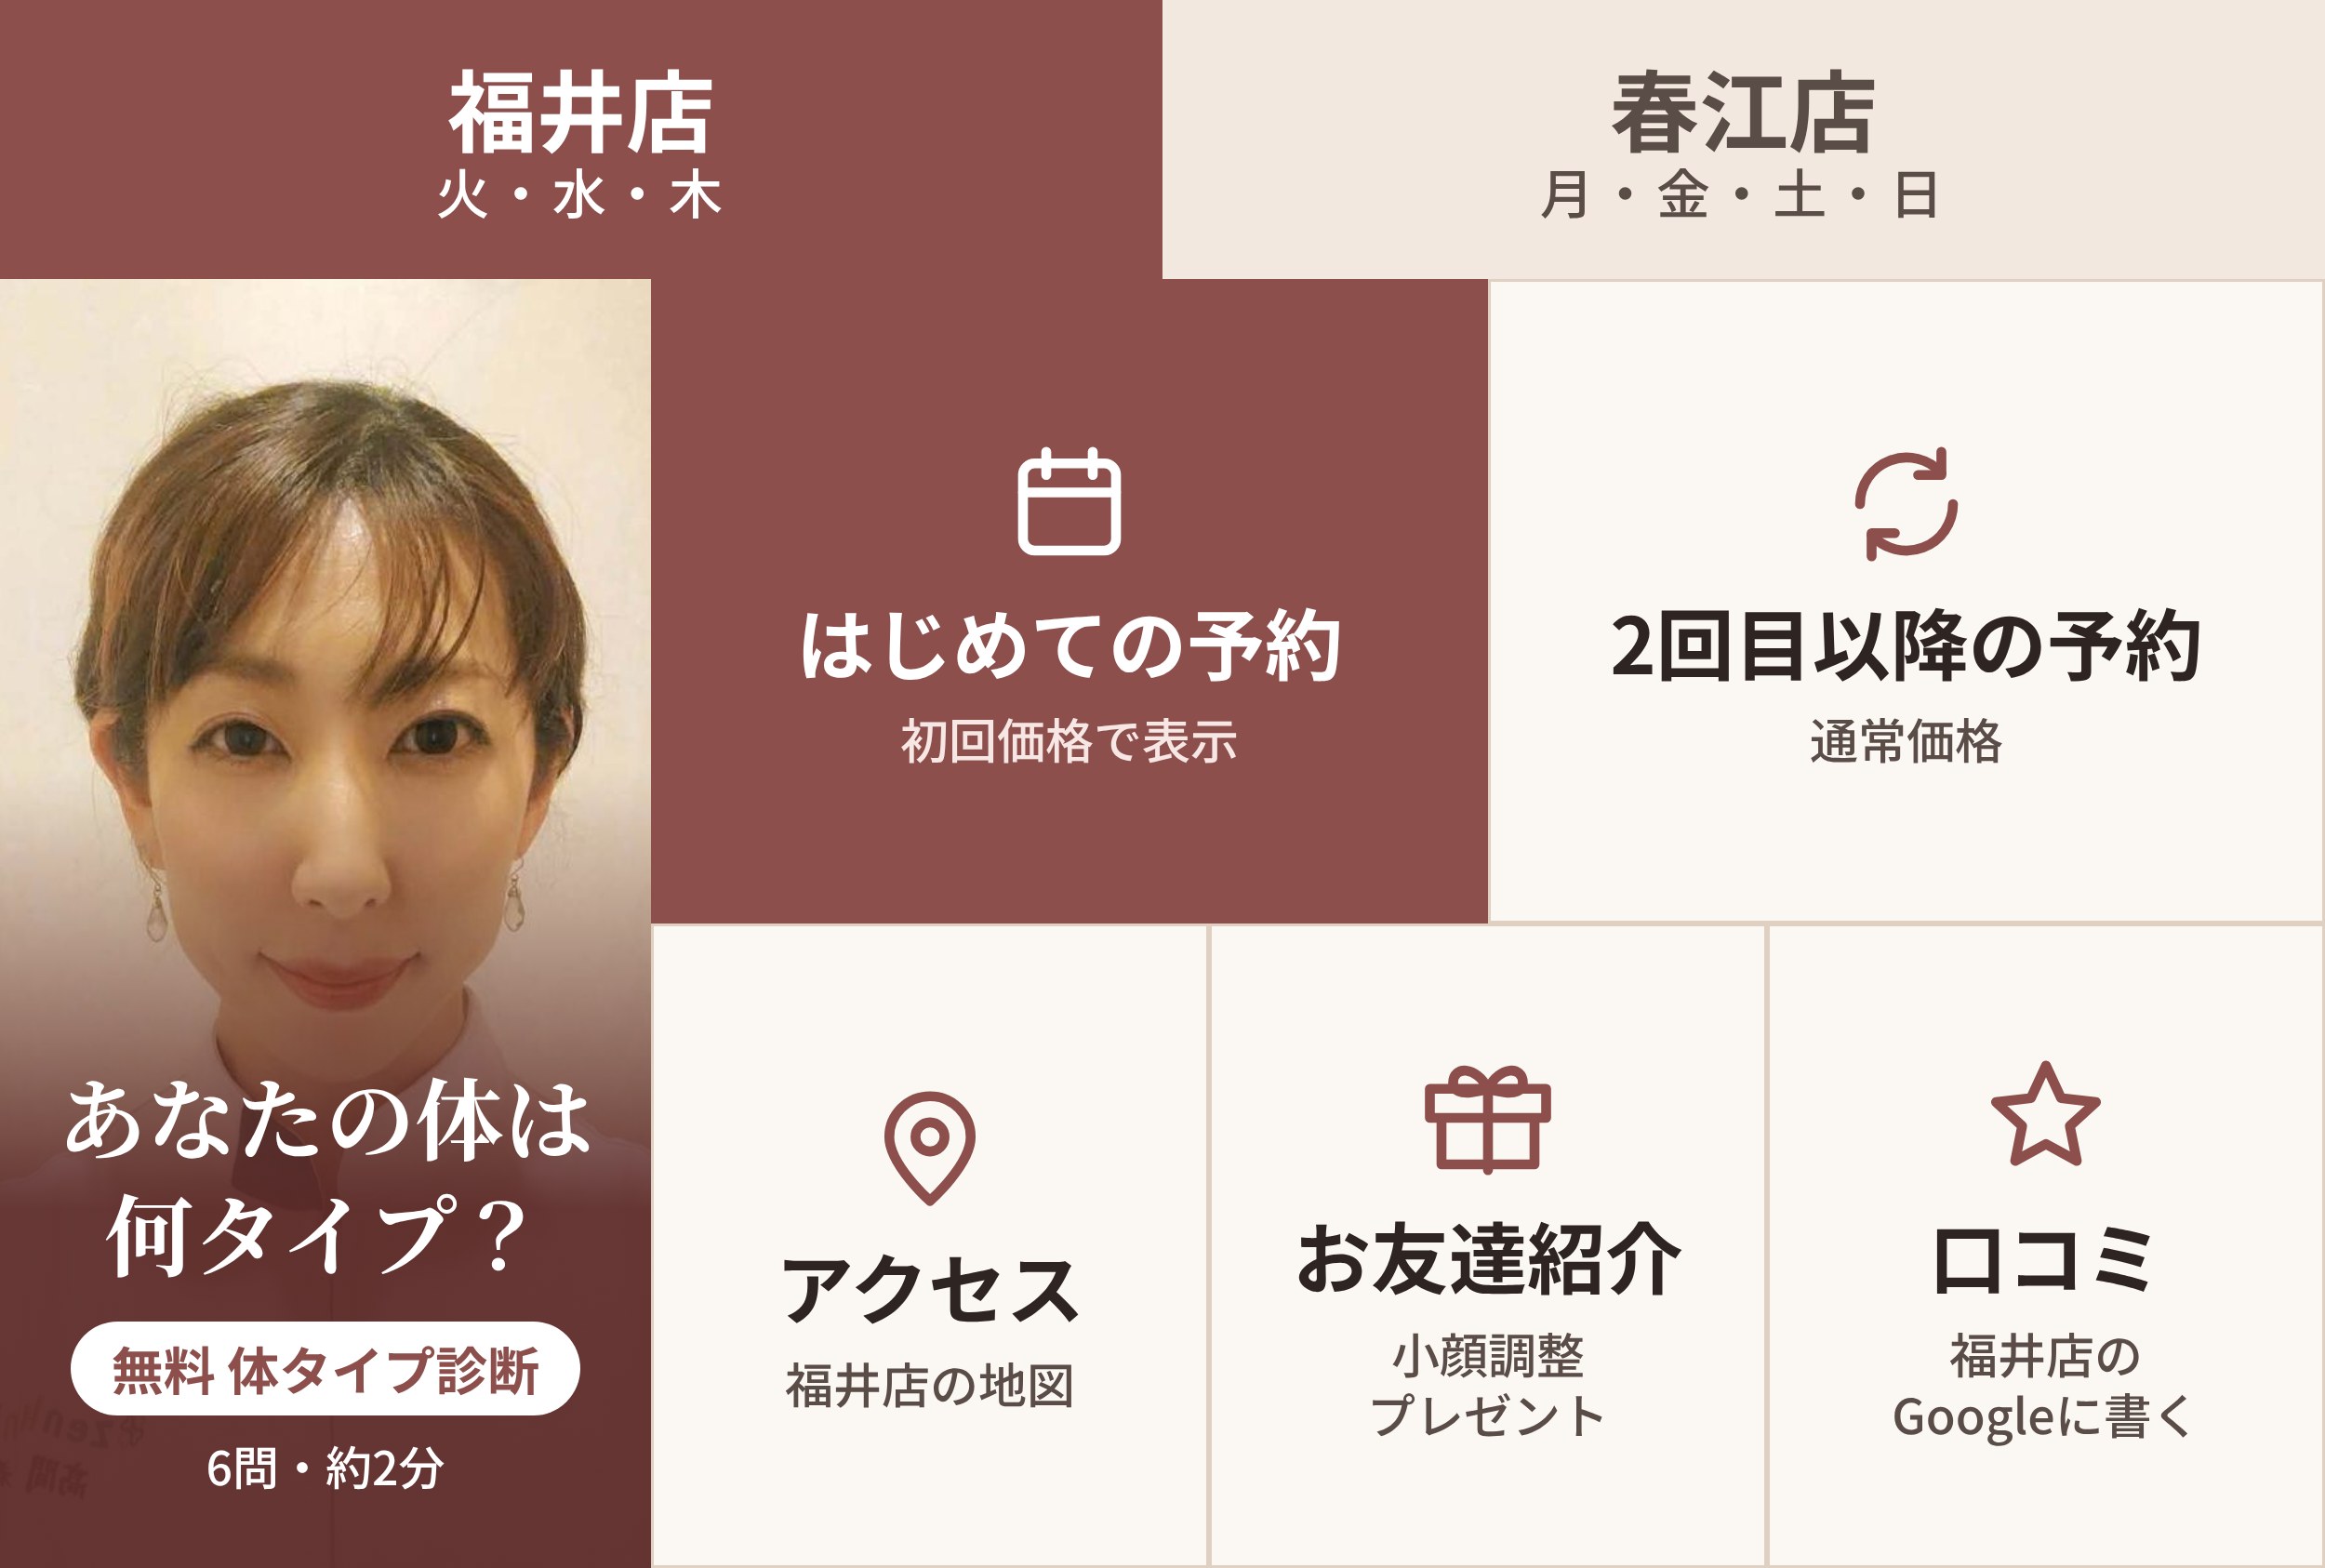 福井店
火・水・木
春江店
月・金・土・日
はじめての予約
初回価格で表示
2回目以降の予約
通常価格
あなたの体は
何タイプ？
無料 体タイプ診断
6問・約2分
アクセス
福井店の地図
お友達紹介
小顔調整
プレゼント
口コミ
福井店の
Googleに書く